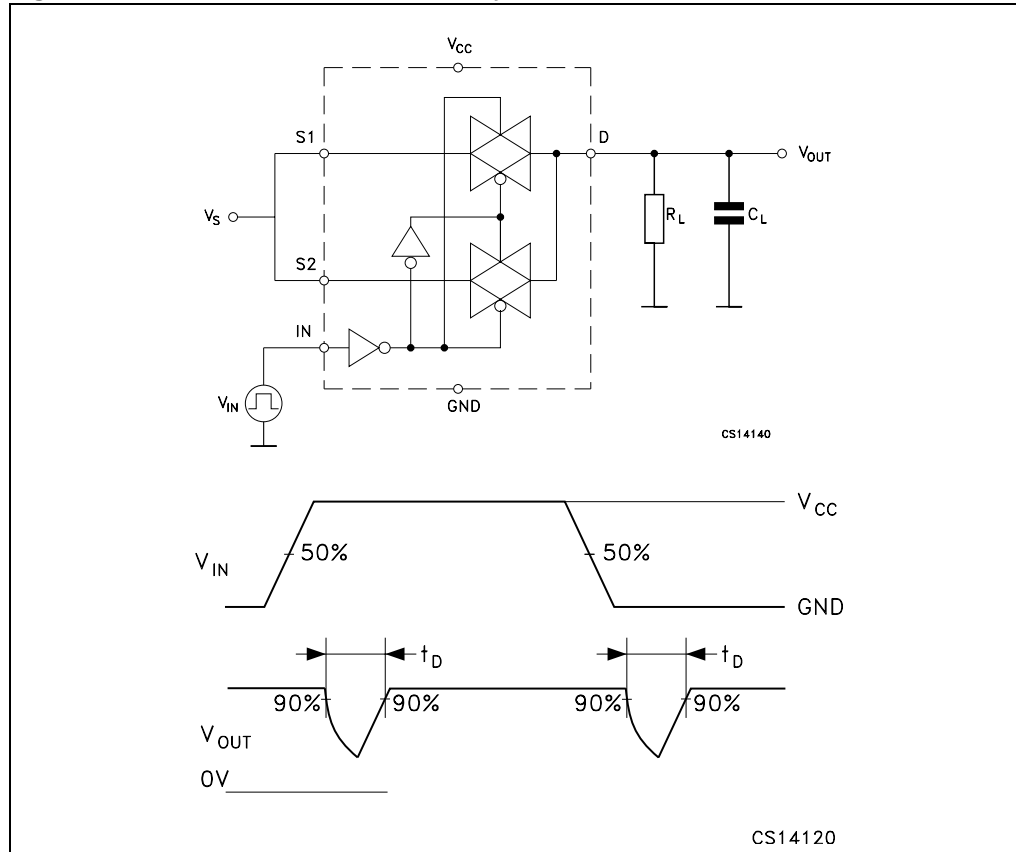 VCC
S1
D
VOUT
VS
RL
CL
S2
IN
VIN
GND
CS14140
VCC
50%
50%
VIN
GND
tD
tD
90%
90%
90%
90%
VOUT
0V
CS14120